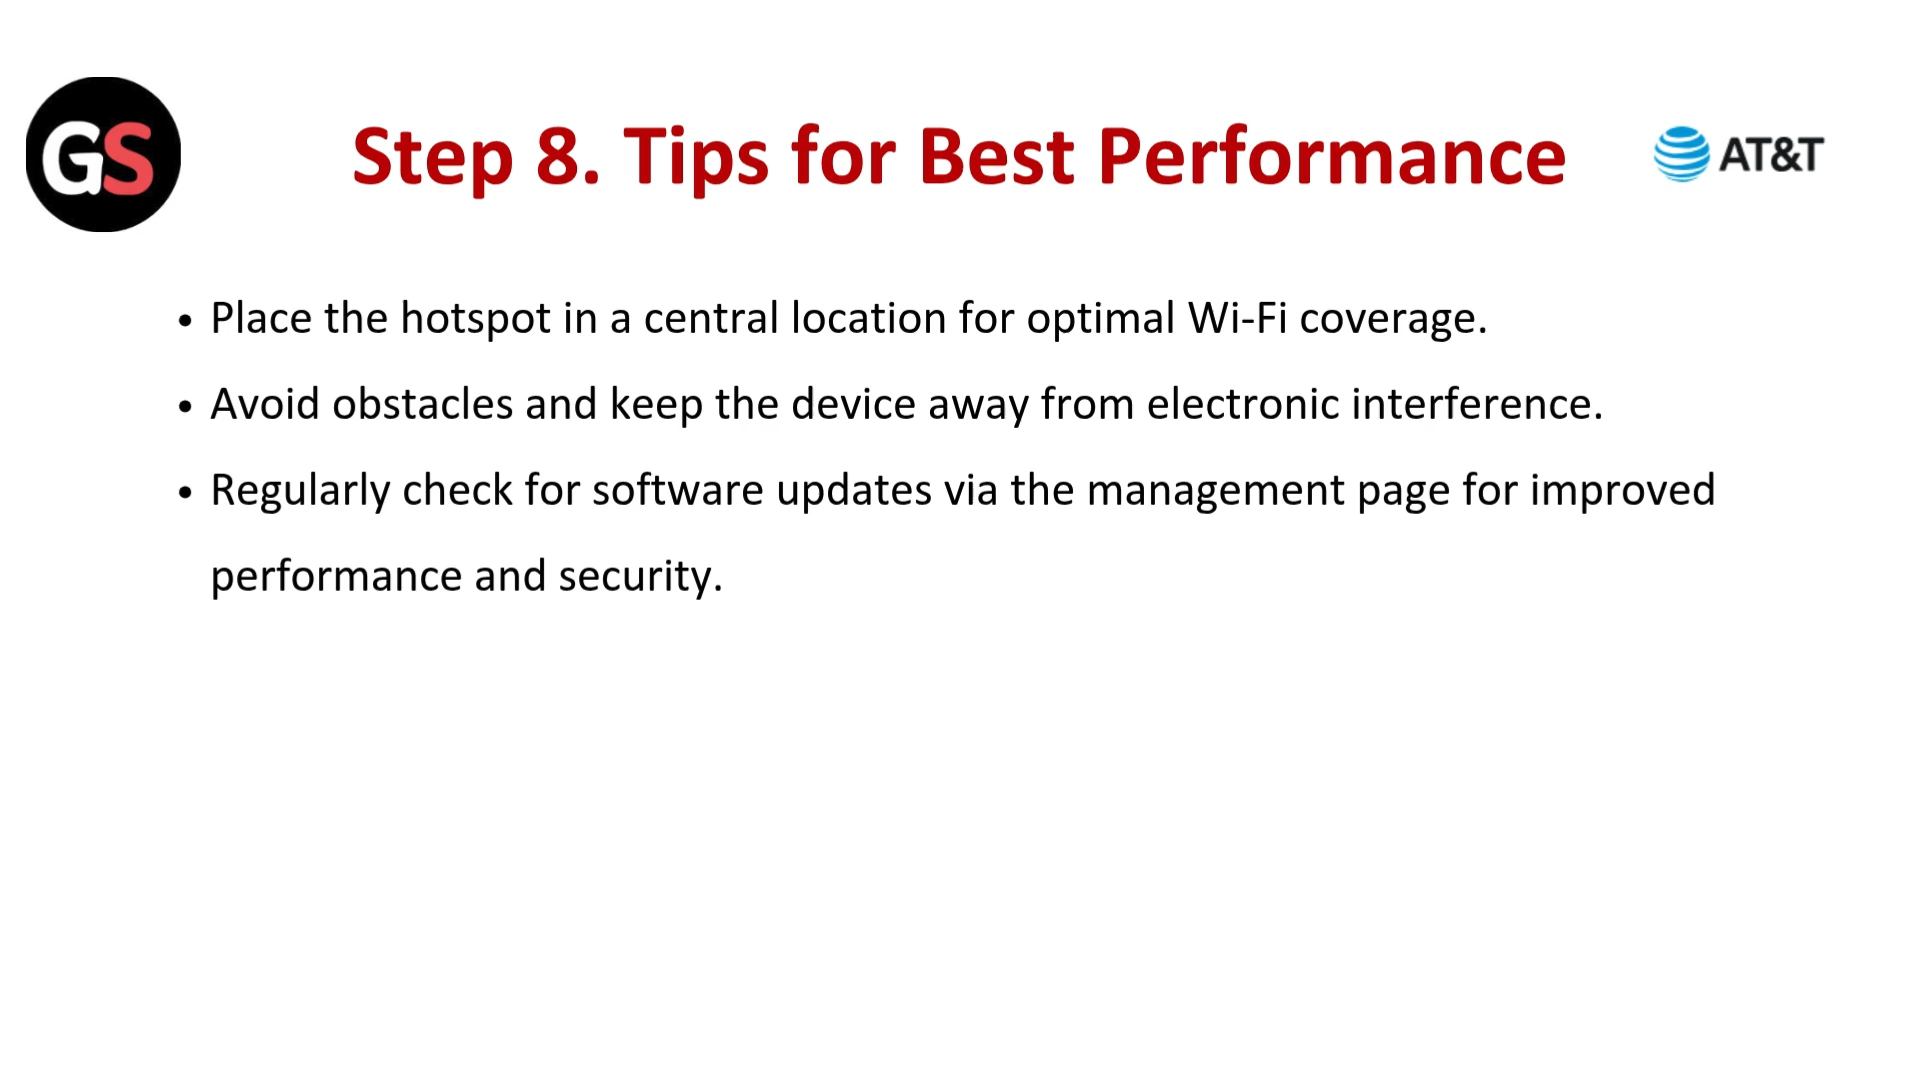 GS
Step 8. Tips for Best Performance
AT&T
• Place the hotspot in a central location for optimal Wi-Fi coverage.
• Avoid obstacles and keep the device away from electronic interference.
• Regularly check for software updates via the management page for improved
performance and security.